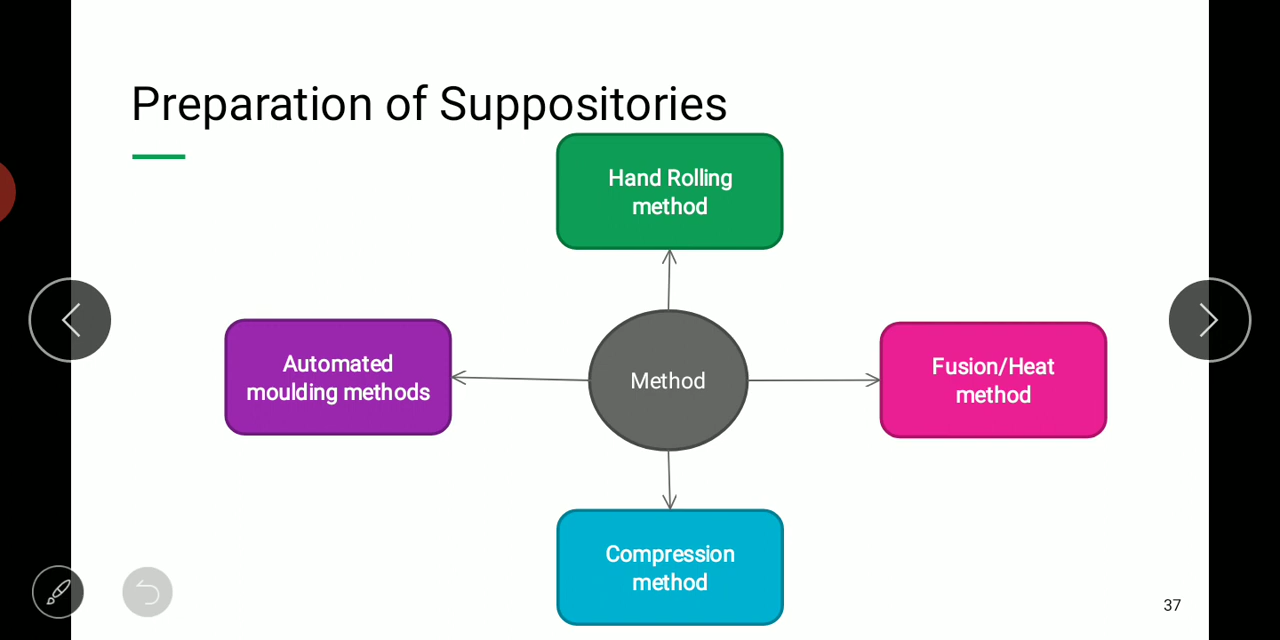 Preparation of Suppositories
Hand Rolling
method
Automated
moulding methods
Method
Fusion/Heat
method
Compression
method
37